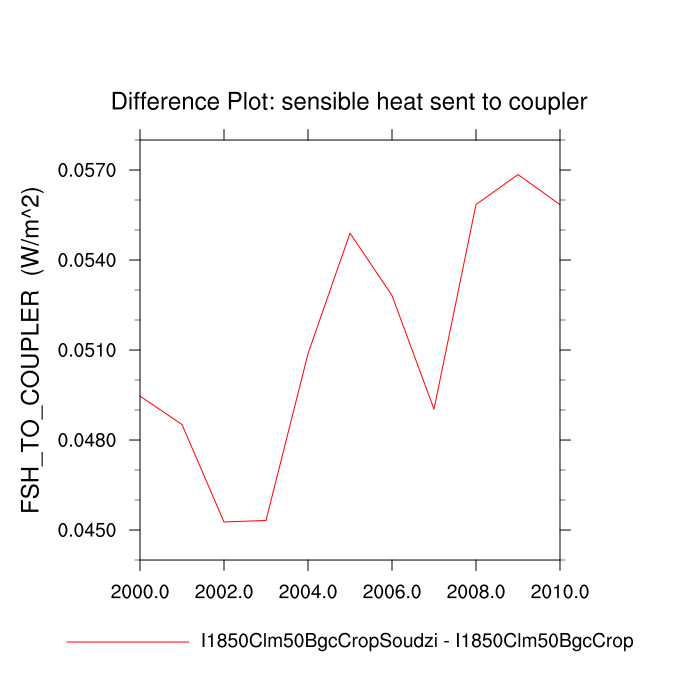 Difference Plot: sensible heat sent to coupler
FSH_TO_COUPLER (W/m^2)
0.0570
0.0540
0.0510
0.0480
0.0450
2000.0 2002.0 2004.0 2006.0 2008.0 2010.0
I1850Clm50BgcCropSoudzi - I1850Clm50BgcCrop